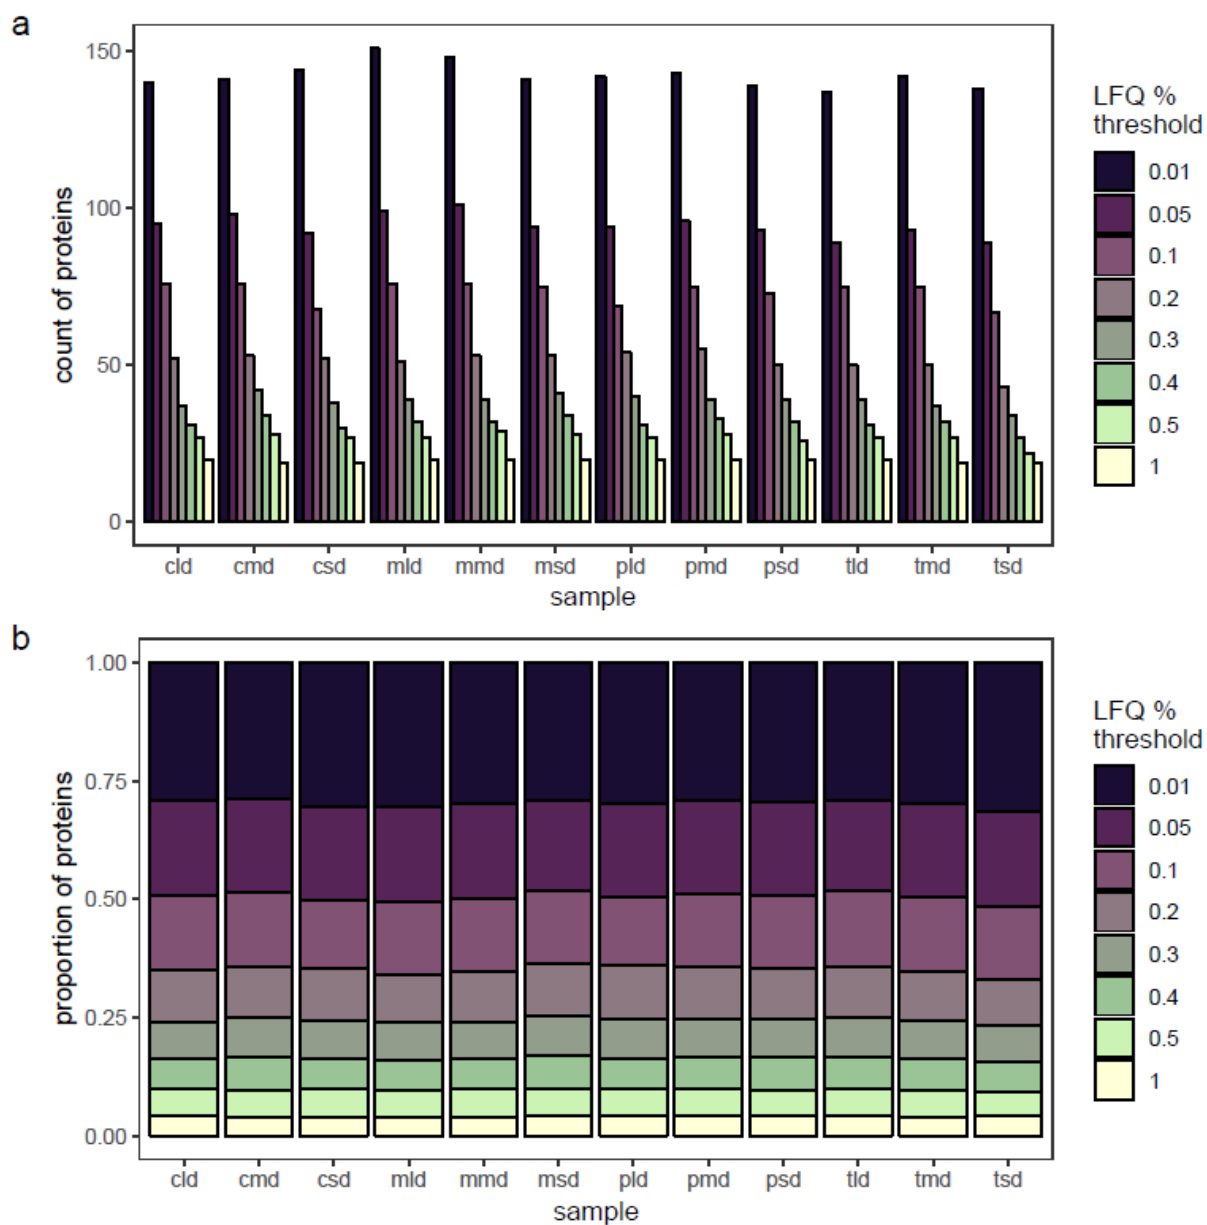 a
150
100
50
0
count of proteins
cld cmd csd mld mmd msd pld pmd psd tld tmd tsd
sample
LFQ %
threshold
0.01
0.05
0.1
0.2
0.3
0.4
0.5
1
b
1.00
0.75
0.50
0.25
0.00
proportion of proteins
cld cmd csd mld mmd msd pld pmd psd tld tmd tsd
sample
LFQ %
threshold
0.01
0.05
0.1
0.2
0.3
0.4
0.5
1